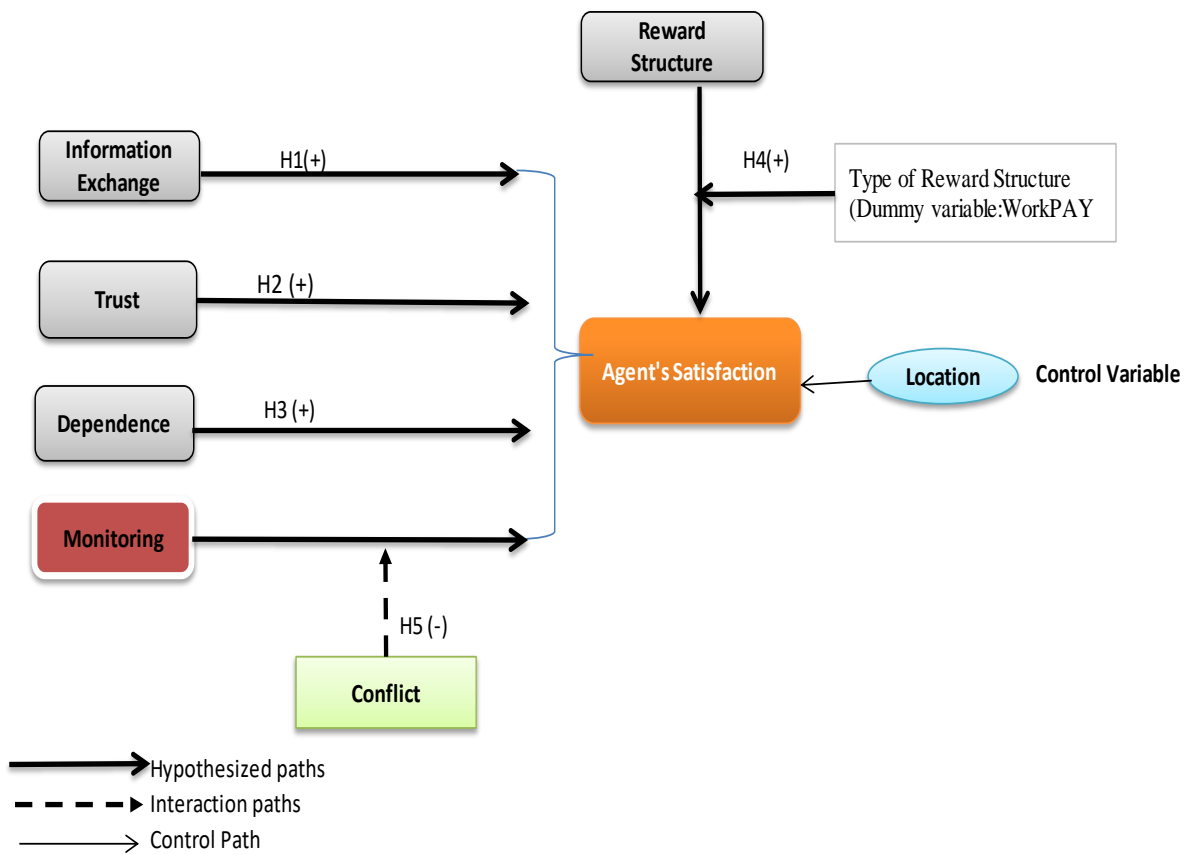 Reward
Structure
Information
Exchange
H1(+)
H4(+)
Type of Reward Structure
(Dummy variable:WorkPAY
Trust
H2 (+)
Agent's Satisfaction
Location
Control Variable
Dependence
H3 (+)
Monitoring
H5 (-)
Conflict
Hypothesized paths
Interaction paths
Control Path